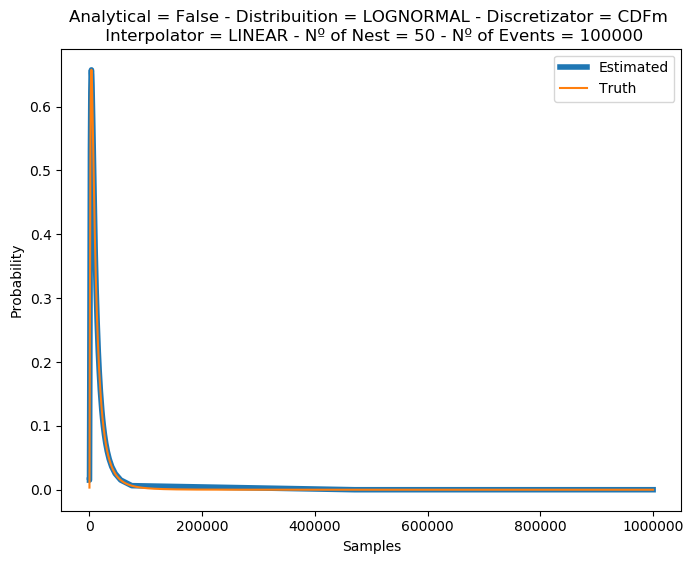 Analytical = False - Distribuition = LOGNORMAL - Discretizator = CDFm
Interpolator = LINEAR - Nº of Nest = 50 - Nº of Events = 100000
Estimated
Truth
Probability
0.6
0.5
0.4
0.3
0.2
0.1
0.0
0 200000 400000 600000 800000 1000000
Samples